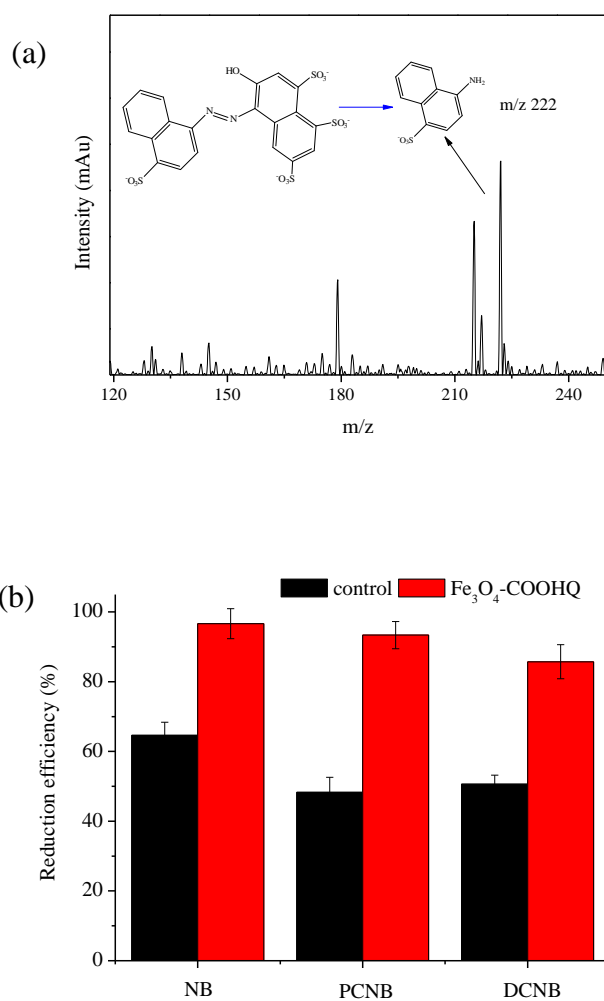 (a)
Intensity (mAu)
HO
SO₃⁻
N
N
SO₃⁻
⁻O₃S
⁻O₃S
NH₂
⁻O₃S
m/z 222
120 150 180 210 240
m/z
(b)
control Fe₃O₄-COOHQ
Reduction efficiency (%)
100
80
60
40
20
0
NB PCNB DCNB